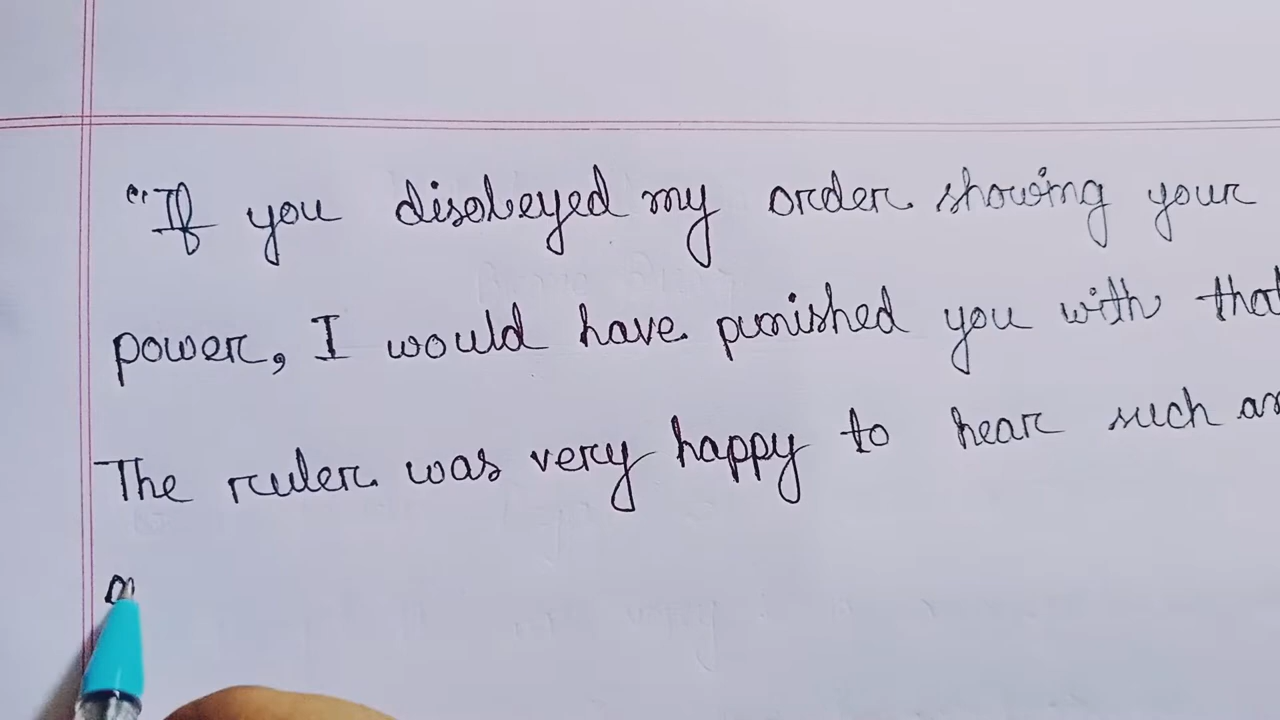 "If you disobeyed my order showing your
power, I would have punished you with that
The ruler was very happy to hear such an